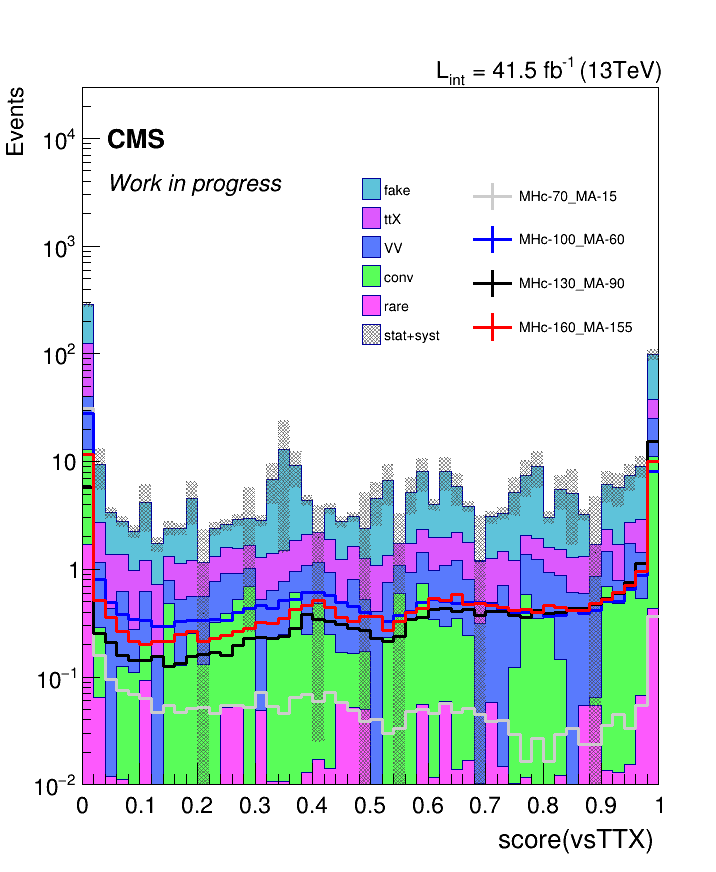 L_int = 41.5 fb^-1 (13TeV)
Events
CMS
Work in progress
fake
ttX
VV
conv
rare
stat+syst
MHc-70_MA-15
MHc-100_MA-60
MHc-130_MA-90
MHc-160_MA-155
10^4
10^3
10^2
10
1
10^-1
10^-2
0 0.1 0.2 0.3 0.4 0.5 0.6 0.7 0.8 0.9 1
score(vsTTX)